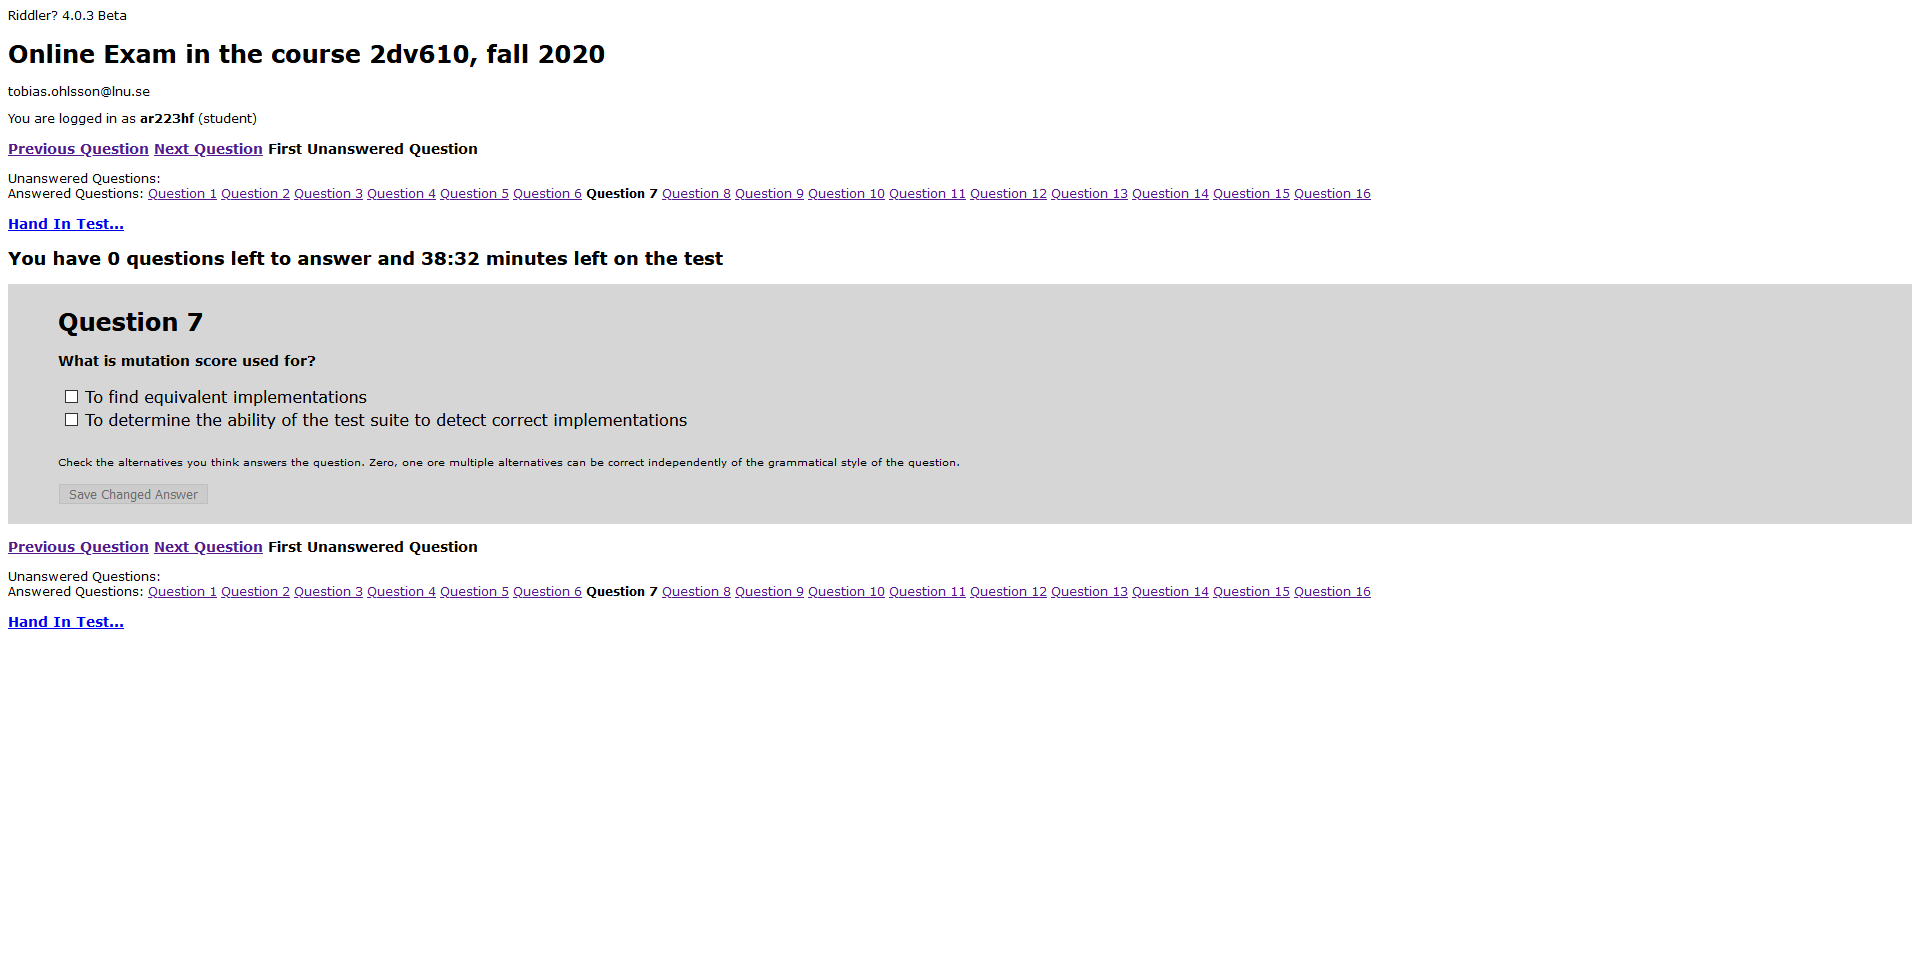 Riddler? 4.0.3 Beta
Online Exam in the course 2dv610, fall 2020
tobias.ohlsson@lnu.se
You are logged in as ar223hf (student)
Previous Question Next Question First Unanswered Question
Unanswered Questions:
Answered Questions: Question 1 Question 2 Question 3 Question 4 Question 5 Question 6 Question 7 Question 8 Question 9 Question 10 Question 11 Question 12 Question 13 Question 14 Question 15 Question 16
Hand In Test...
You have 0 questions left to answer and 38:32 minutes left on the test
Question 7
What is mutation score used for?
To find equivalent implementations
To determine the ability of the test suite to detect correct implementations
Check the alternatives you think answers the question. Zero, one ore multiple alternatives can be correct independently of the grammatical style of the question.
Save Changed Answer
Previous Question Next Question First Unanswered Question
Unanswered Questions:
Answered Questions: Question 1 Question 2 Question 3 Question 4 Question 5 Question 6 Question 7 Question 8 Question 9 Question 10 Question 11 Question 12 Question 13 Question 14 Question 15 Question 16
Hand In Test...